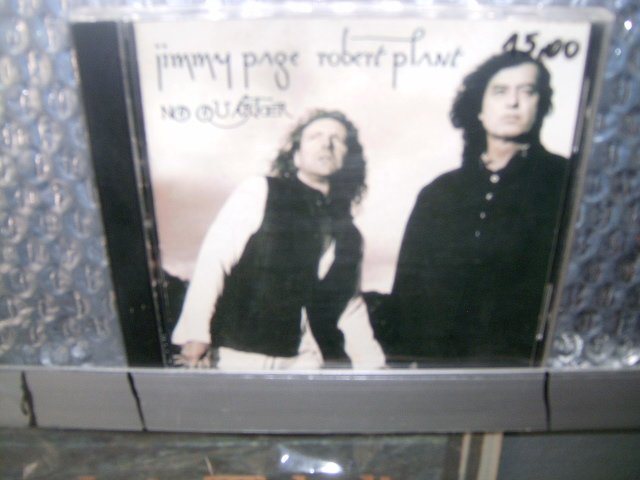 jimmy page robert plant
15,00
NO QUARTER